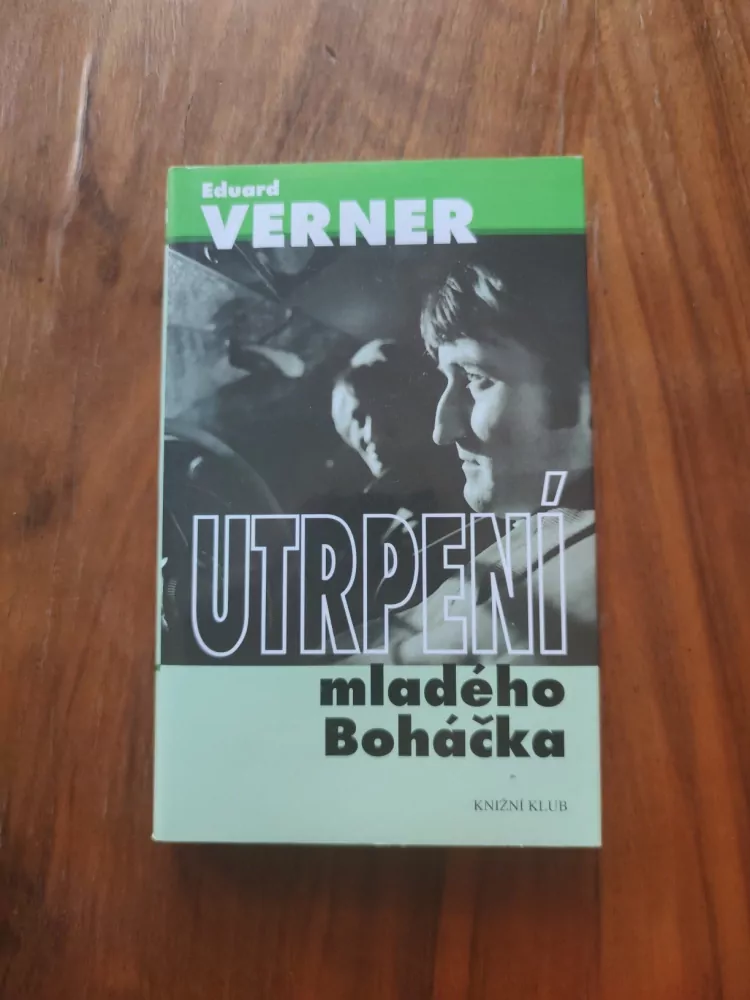 Eduard
VERNER
UTRPENÍ
mladého
Boháčka
KNIŽNÍ KLUB